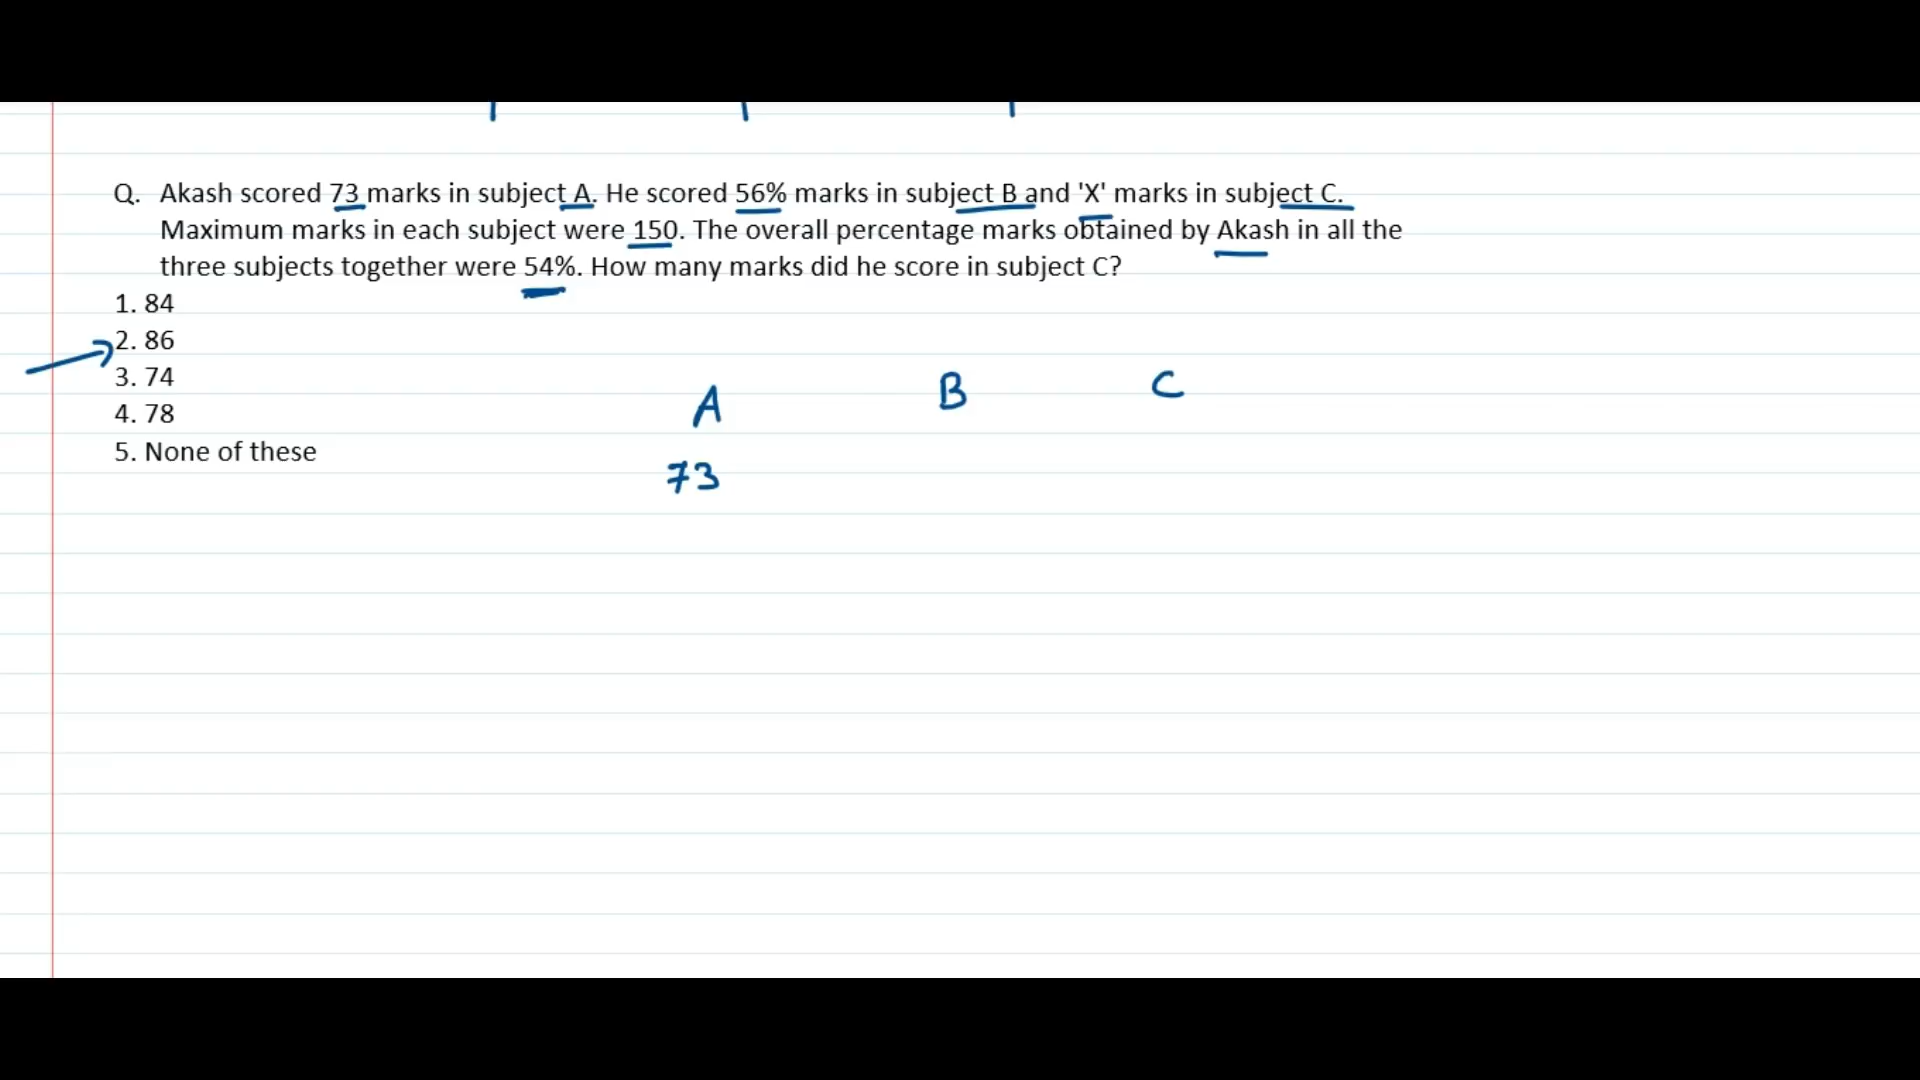 Q. Akash scored 73 marks in subject A. He scored 56% marks in subject B and 'X' marks in subject C.
Maximum marks in each subject were 150. The overall percentage marks obtained by Akash in all the
three subjects together were 54%. How many marks did he score in subject C?
1. 84
2. 86
3. 74
4. 78
5. None of these
A B C
73